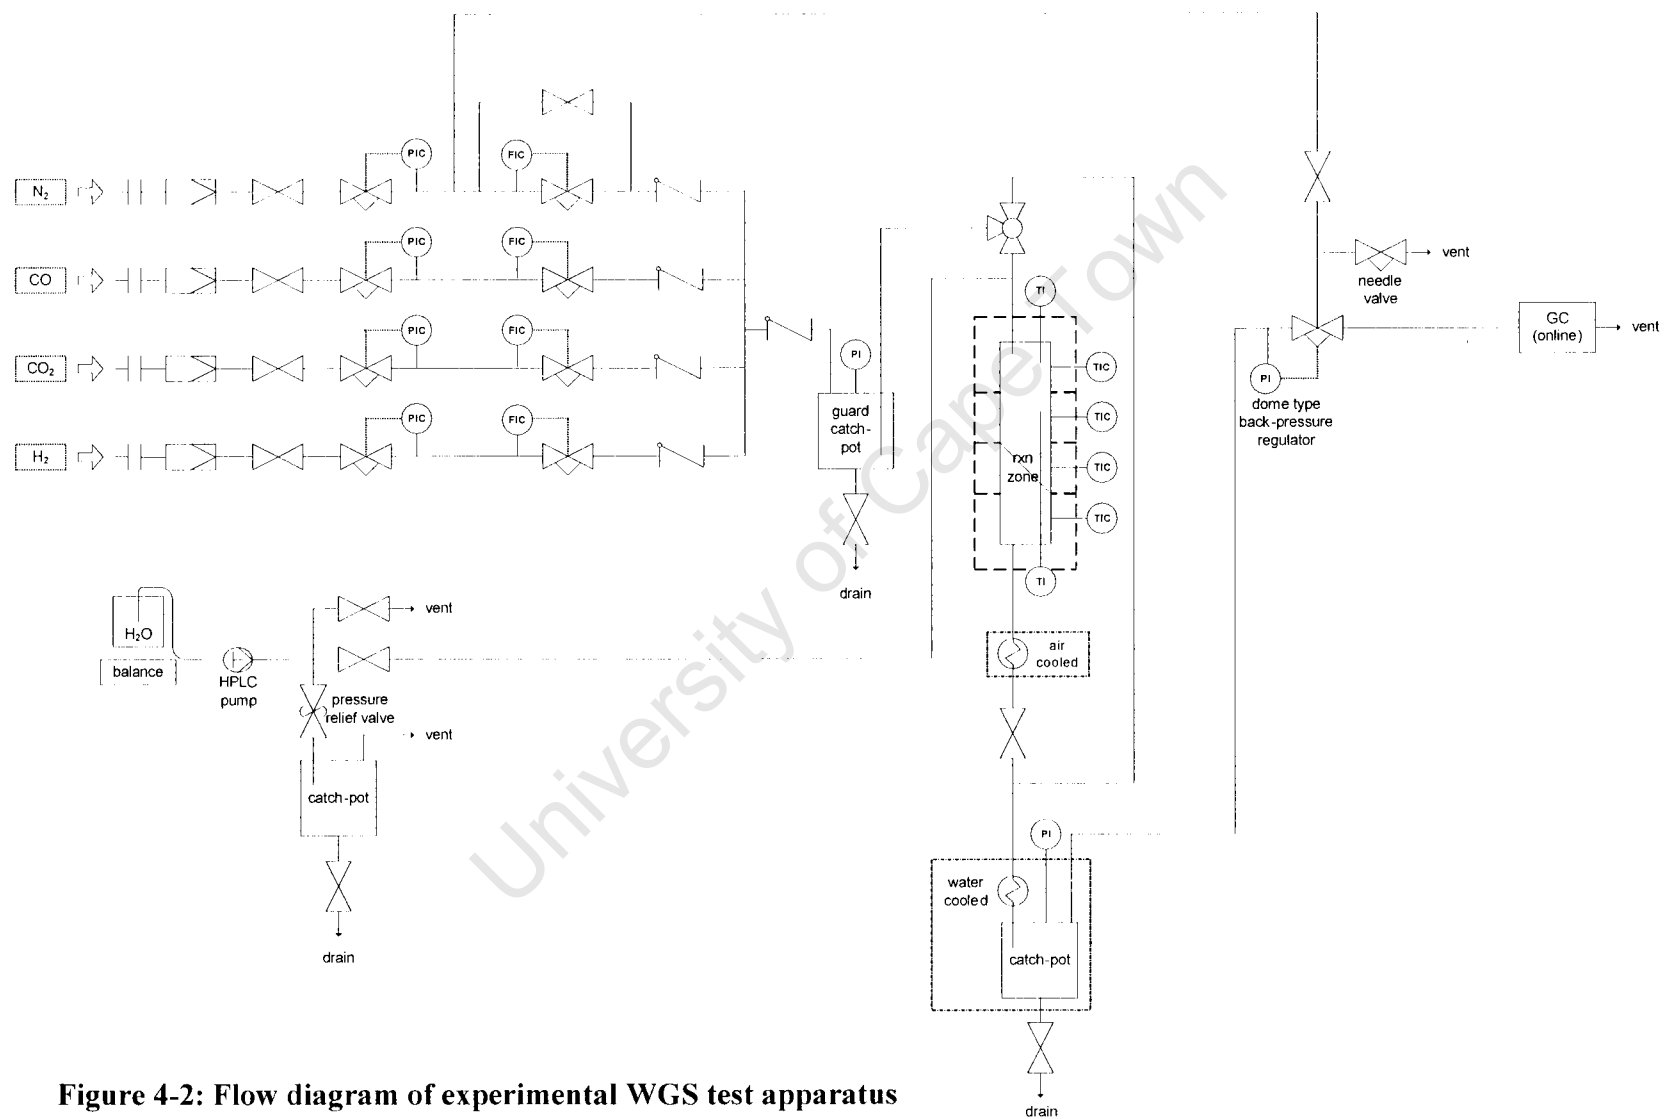 N₂
PIC
FIC
CO
PIC
FIC
CO₂
PIC
FIC
H₂
PIC
FIC
PI
guard
catch-
pot
drain
TI
TIC
TIC
TIC
TIC
rxn
zone
TI
air
cooled
PI
water
cooled
catch-pot
drain
vent
needle
valve
GC
(online)
vent
PI
dome type
back-pressure
regulator
H₂O
balance
HPLC
pump
vent
pressure
relief valve
vent
catch-pot
drain
University of Cape Town
Figure 4-2: Flow diagram of experimental WGS test apparatus